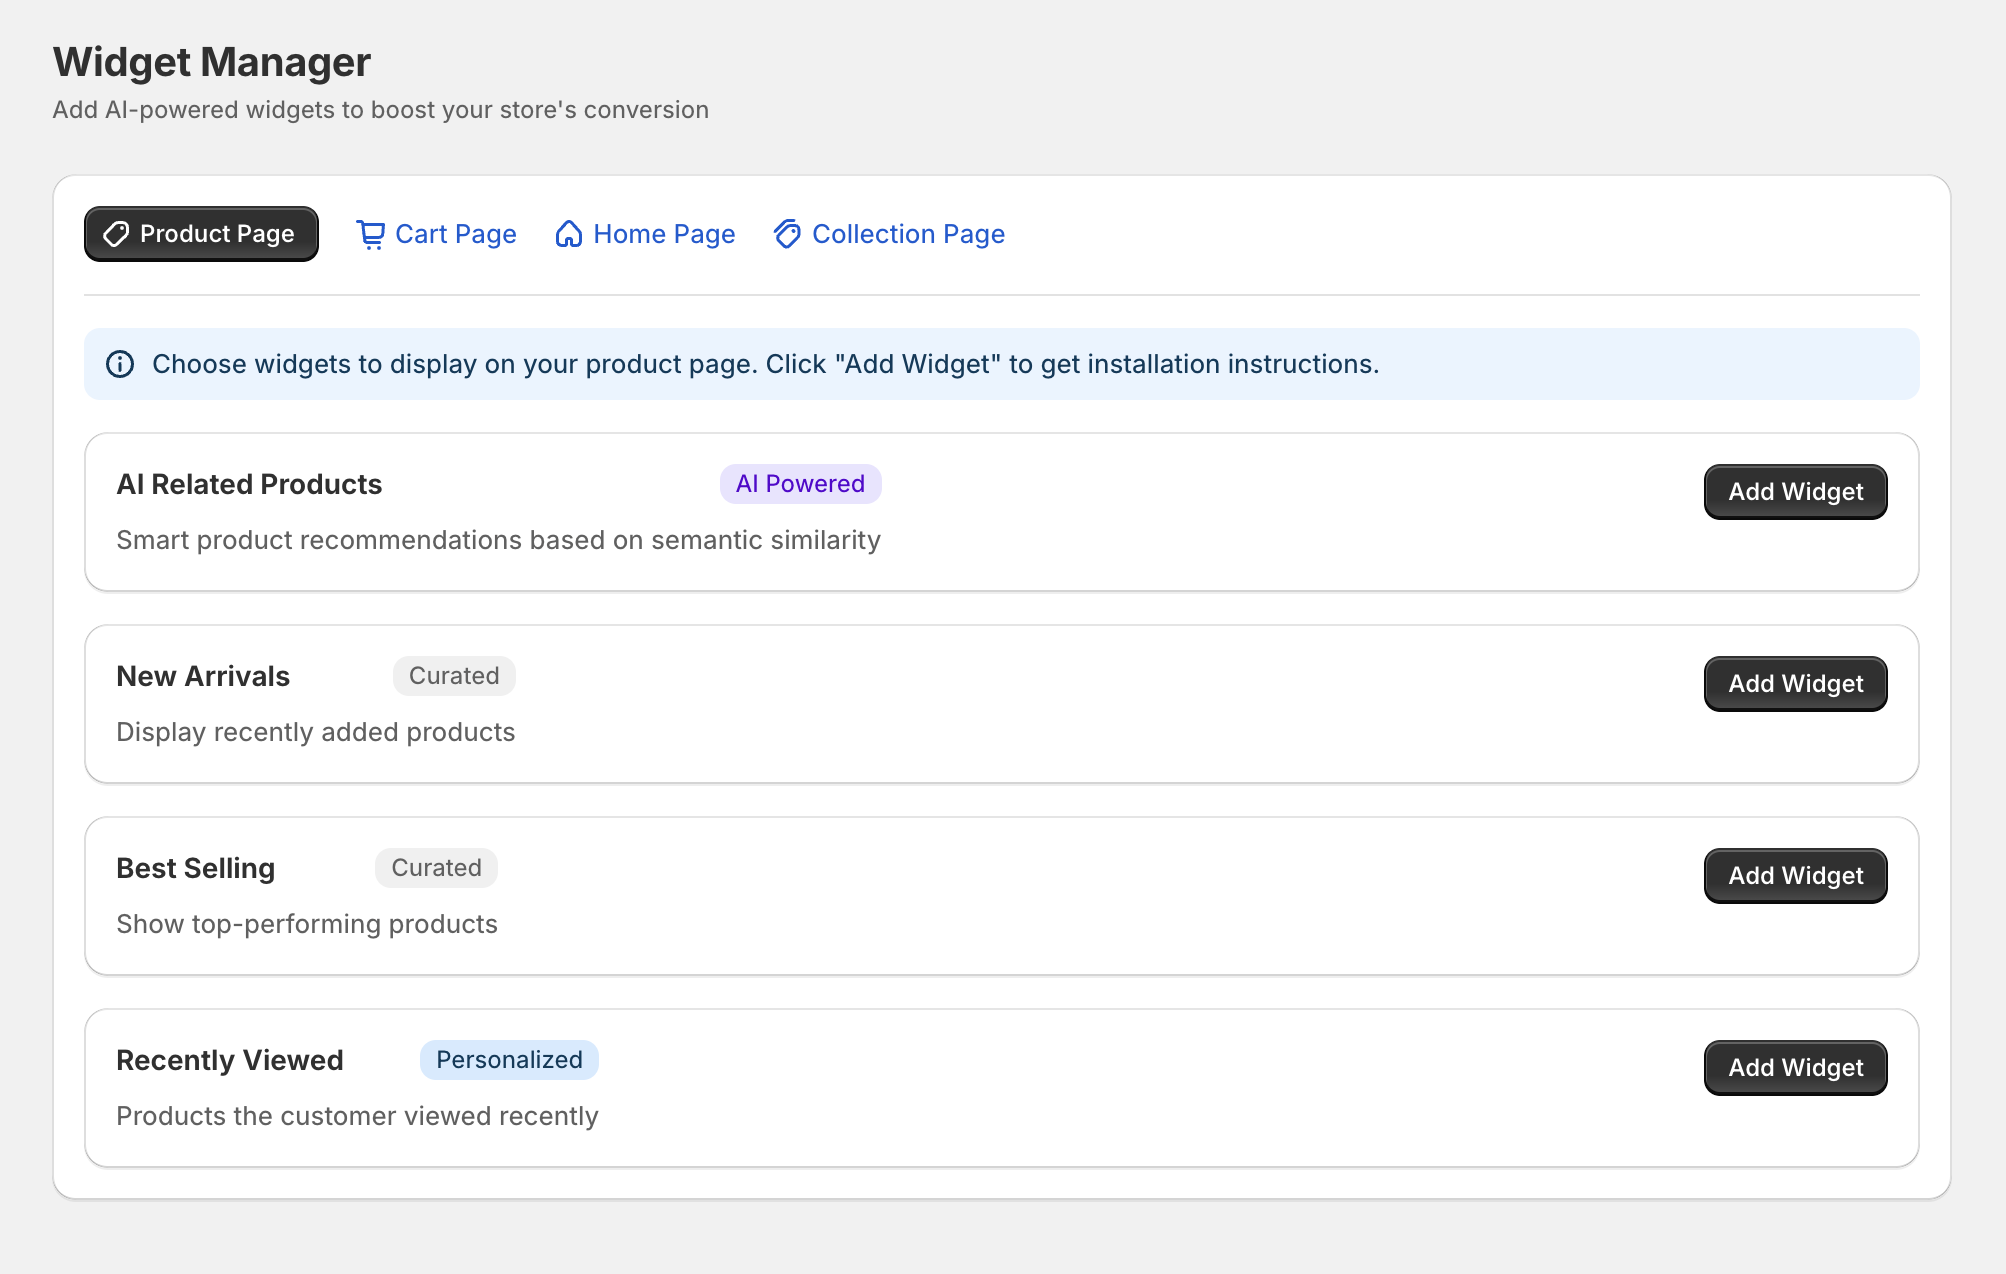 Widget Manager
Add AI-powered widgets to boost your store's conversion
Product Page Cart Page Home Page Collection Page
Choose widgets to display on your product page. Click "Add Widget" to get installation instructions.
AI Related Products AI Powered Add Widget
Smart product recommendations based on semantic similarity
New Arrivals Curated Add Widget
Display recently added products
Best Selling Curated Add Widget
Show top-performing products
Recently Viewed Personalized Add Widget
Products the customer viewed recently